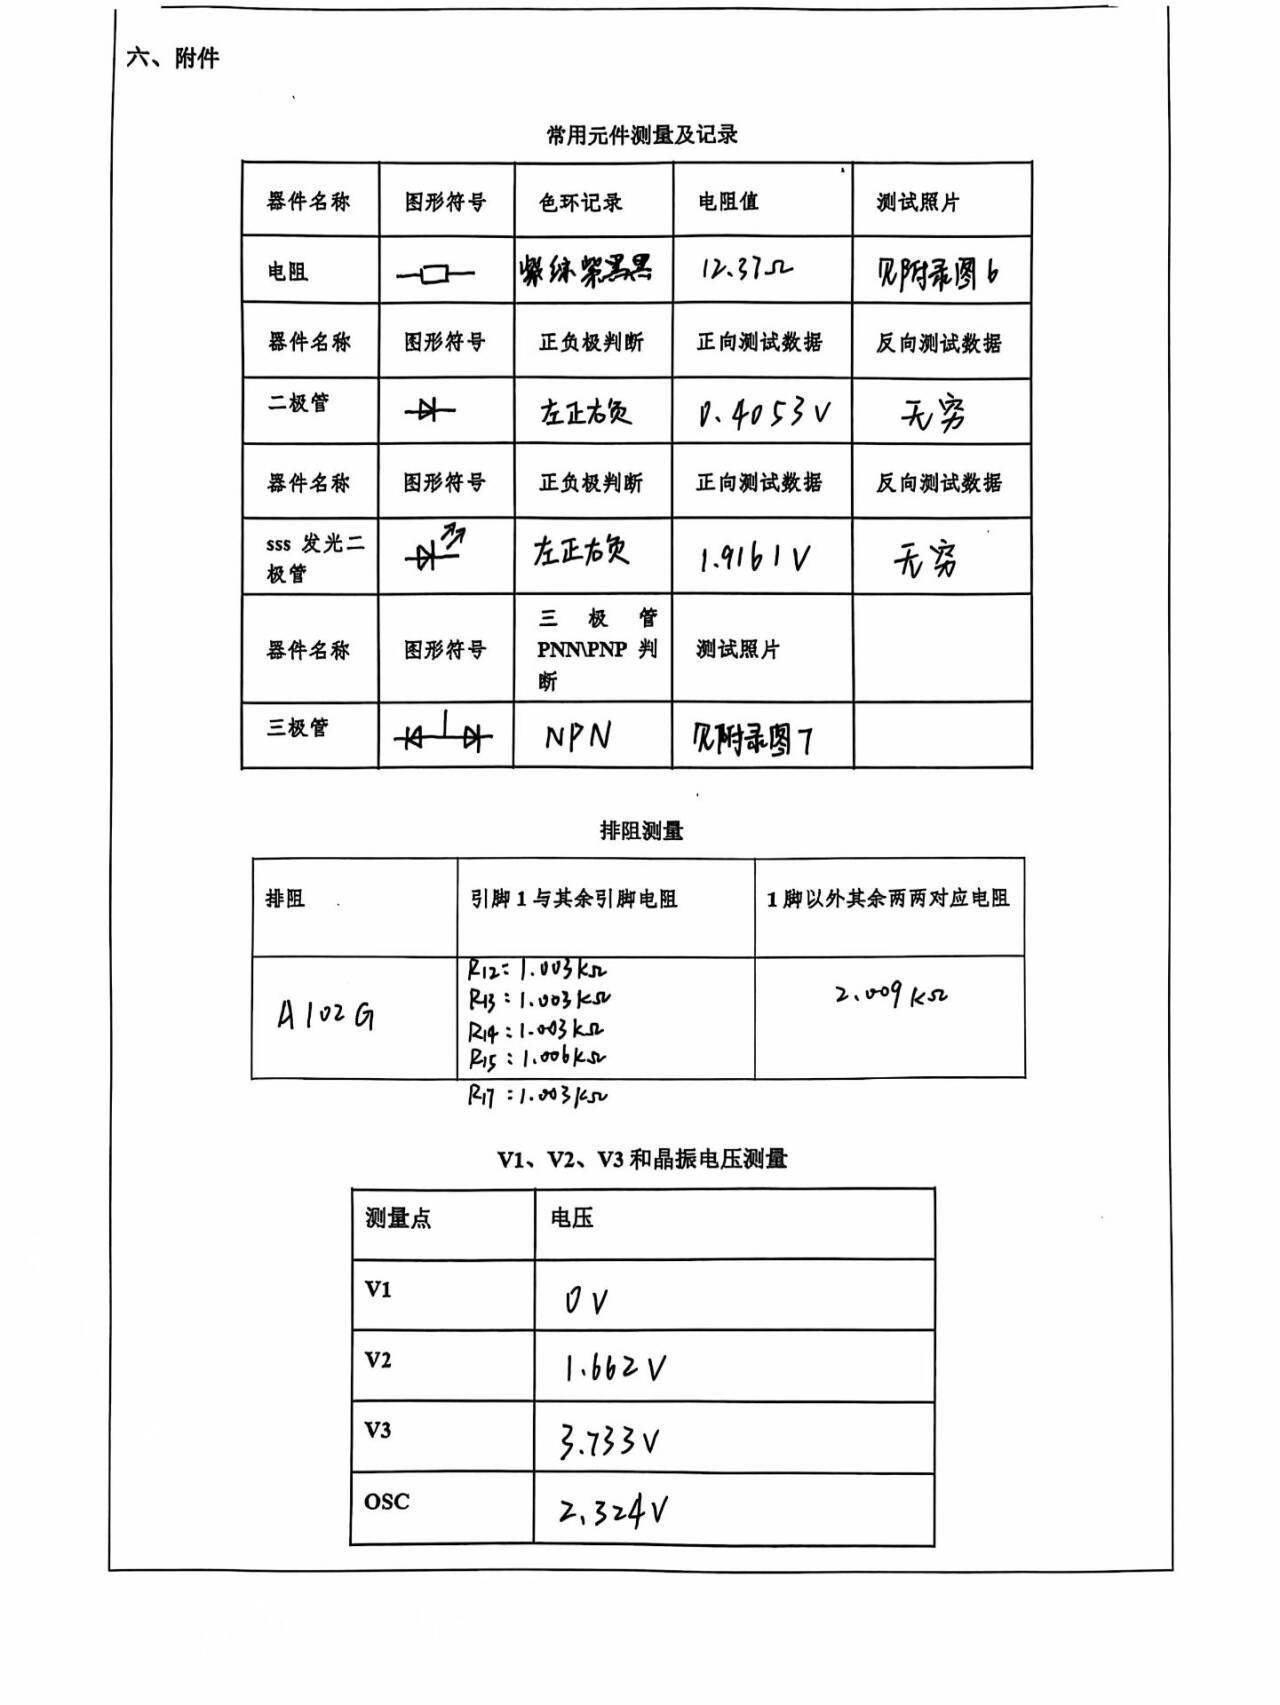 六、附件
常用元件测量及记录
器件名称 图形符号 色环记录 电阻值 测试照片
电阻 紫绿紫黑黑 12.37Ω 见附录图6
器件名称 图形符号 正负极判断 正向测试数据 反向测试数据
二极管 左正右负 0.4053V 无穷
器件名称 图形符号 正负极判断 正向测试数据 反向测试数据
sss 发光二
极管 左正右负 1.9161V 无穷
器件名称 图形符号 三极管
PNN\PNP 判
断 测试照片
三极管 NPN 见附录图7
排阻测量
排阻 引脚1与其余引脚电阻 1脚以外其余两两对应电阻
A102G
R12=1.003kΩ
R13:1.003kΩ
R14:1.003kΩ
R15:1.006kΩ
R17:1.003kΩ
2.009kΩ
V1、V2、V3和晶振电压测量
测量点 电压
V1 0V
V2 1.662V
V3 3.733V
OSC 2.324V